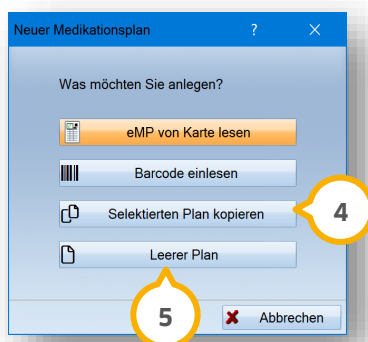 Neuer Medikationsplan ? ×
Was möchten Sie anlegen?
eMP von Karte lesen
Barcode einlesen
Selektierten Plan kopieren
4
Leerer Plan
5
Abbrechen